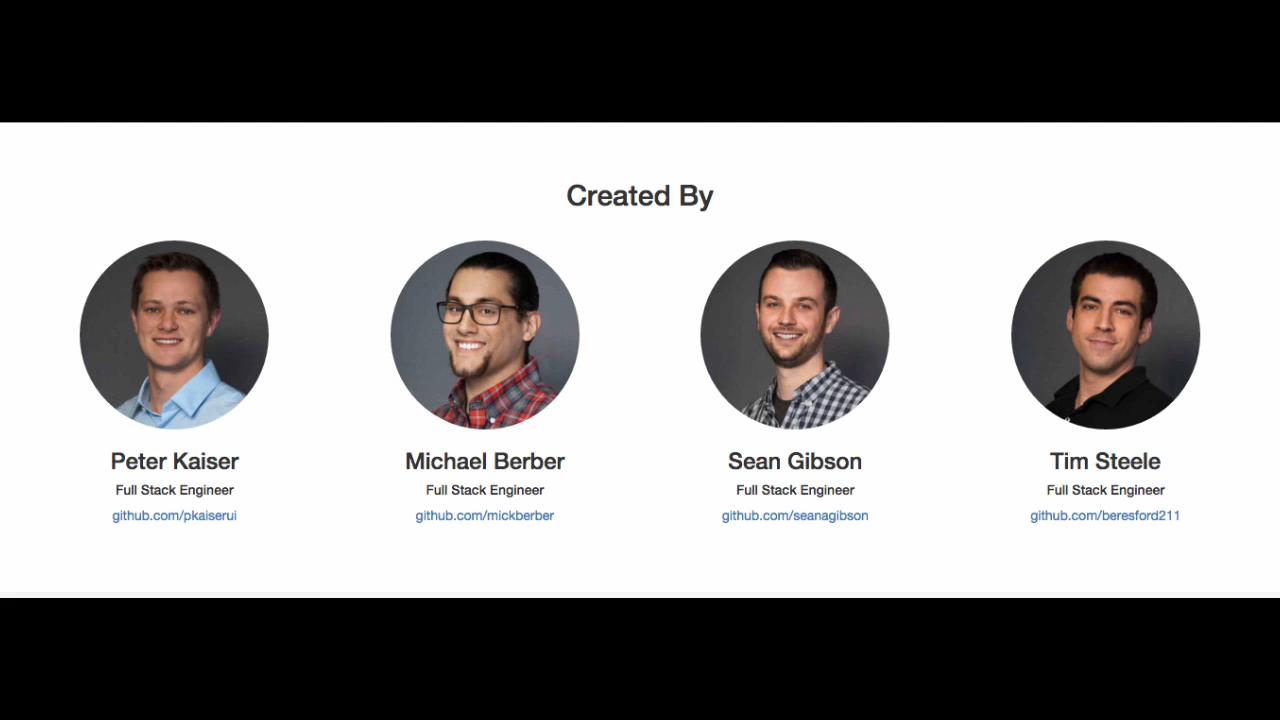 Created By
Peter Kaiser
Full Stack Engineer
github.com/pkaiserui
Michael Berber
Full Stack Engineer
github.com/mickberber
Sean Gibson
Full Stack Engineer
github.com/seanagibson
Tim Steele
Full Stack Engineer
github.com/beresford211